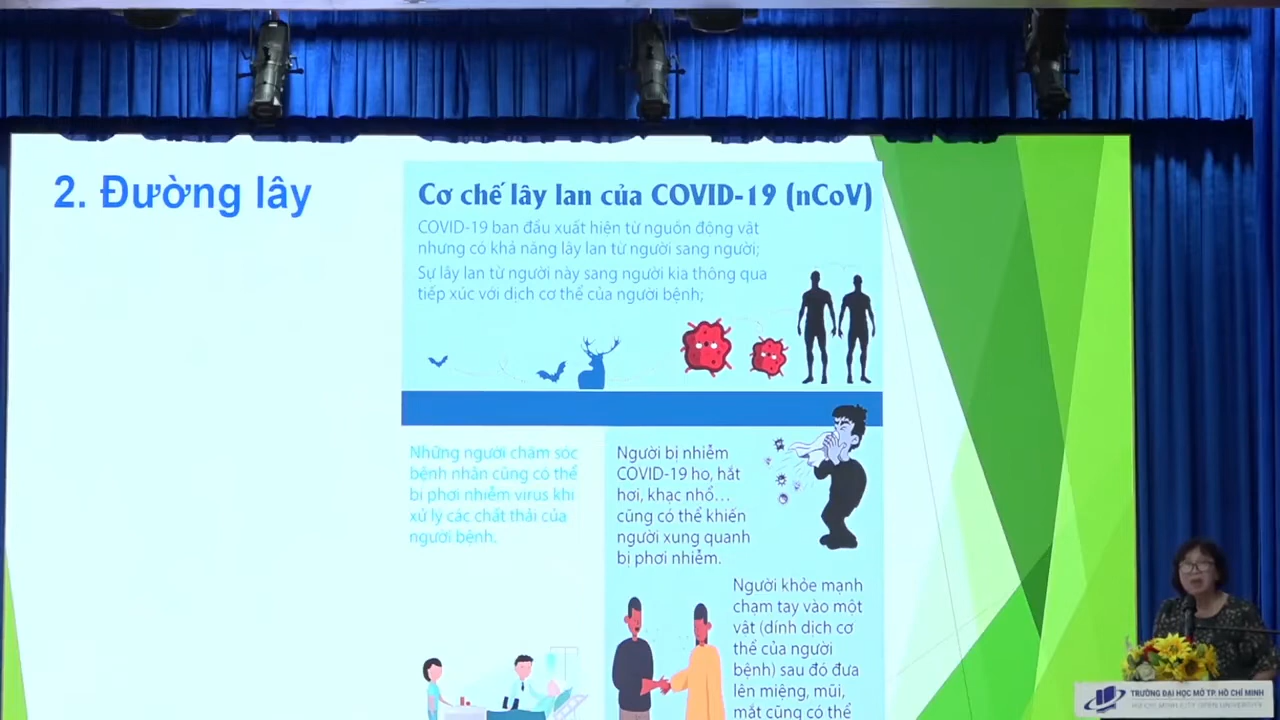 2. Đường lây
Cơ chế lây lan của COVID-19 (nCoV)
COVID-19 ban đầu xuất hiện từ nguồn động vật
nhưng có khả năng lây lan từ người sang người;
Sự lây lan từ người này sang người kia thông qua
tiếp xúc với dịch cơ thể của người bệnh;
Những người chăm sóc
bệnh nhân cũng có thể
bị phơi nhiễm virus khi
xử lý các chất thải của
người bệnh.
Người bị nhiễm
COVID-19 ho, hắt
hơi, khạc nhổ...
cũng có thể khiến
người xung quanh
bị phơi nhiễm.
Người khỏe mạnh
chạm tay vào một
vật (dính dịch cơ
thể của người
bệnh) sau đó đưa
lên miệng, mũi,
mắt cũng có thể
TRƯỜNG ĐẠI HỌC MỞ TP. HỒ CHÍ MINH
HO CHI MINH CITY OPEN UNIVERSITY